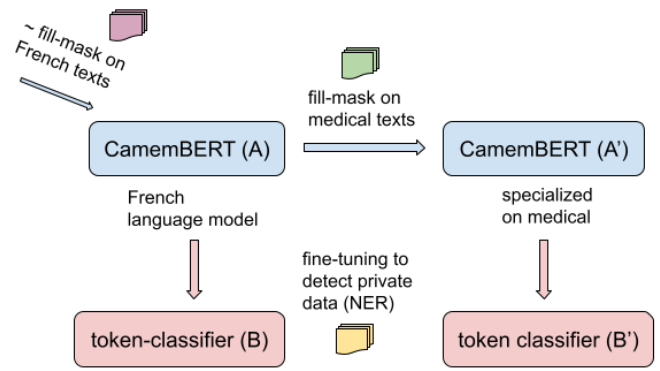 ~ fill-mask on
French texts
fill-mask on
medical texts
CamemBERT (A)
CamemBERT (A’)
French
language model
specialized
on medical
fine-tuning to
detect private
data (NER)
token-classifier (B)
token classifier (B’)